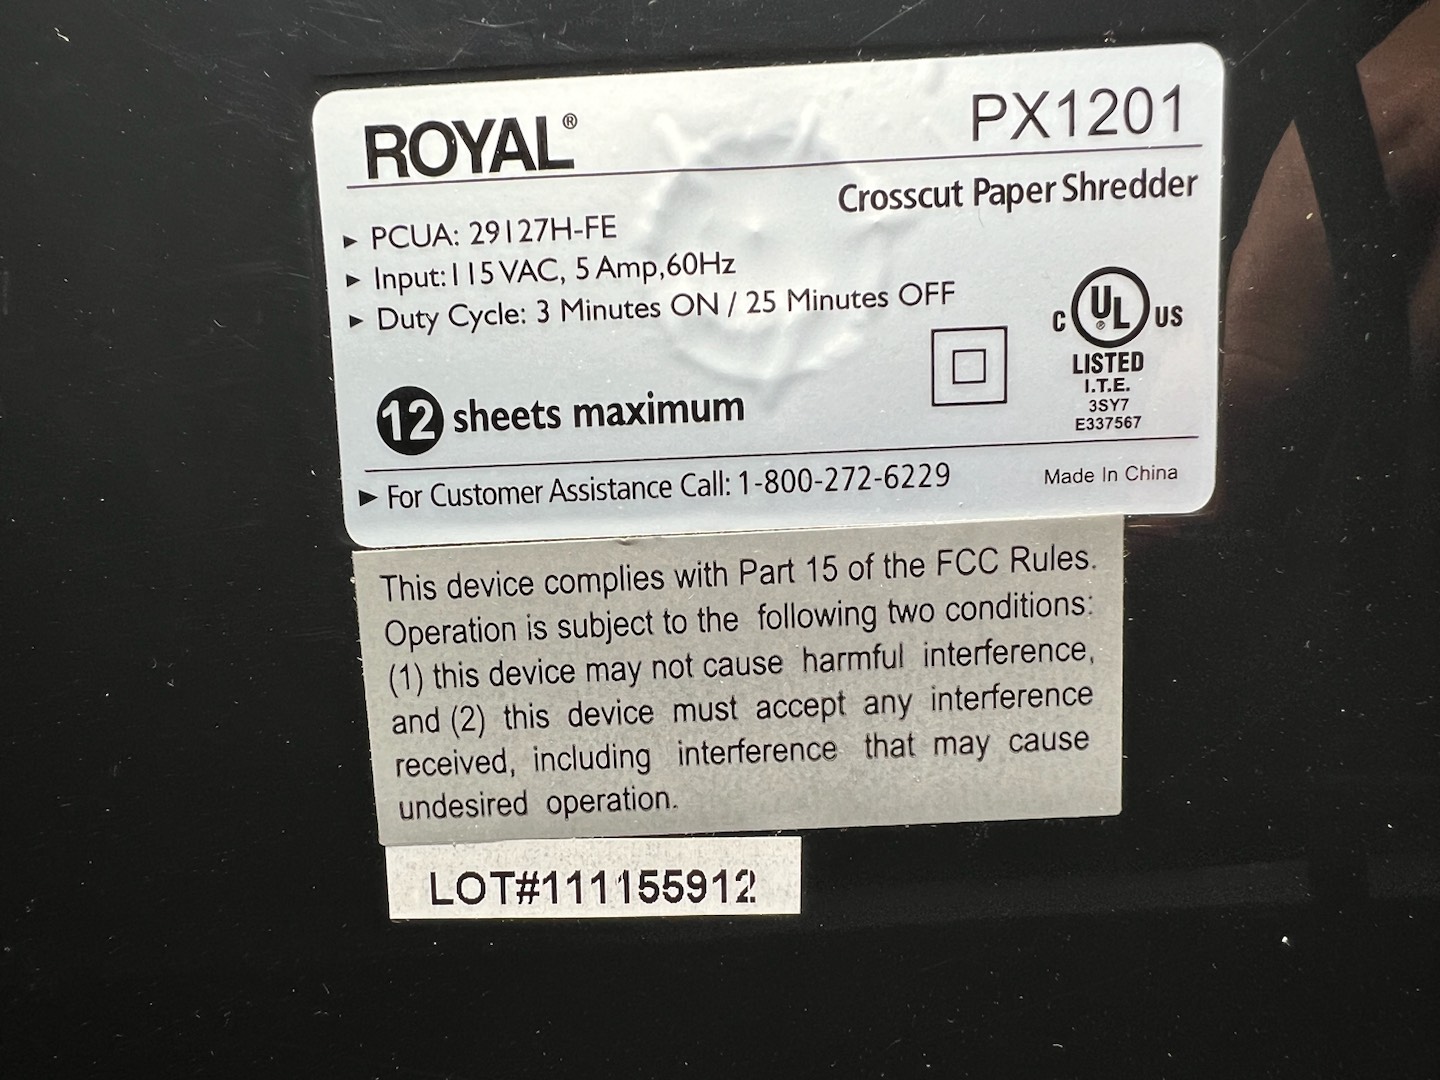 ROYAL®
PX1201
Crosscut Paper Shredder
▸ PCUA: 29127H-FE
▸ Input:115 VAC, 5 Amp,60Hz
▸ Duty Cycle: 3 Minutes ON / 25 Minutes OFF
12 sheets maximum
C UL® US
LISTED
I.T.E.
3SY7
E337567
▸ For Customer Assistance Call: 1-800-272-6229
Made In China
This device complies with Part 15 of the FCC Rules.
Operation is subject to the following two conditions:
(1) this device may not cause harmful interference,
and (2) this device must accept any interference
received, including interference that may cause
undesired operation.
LOT#111155912